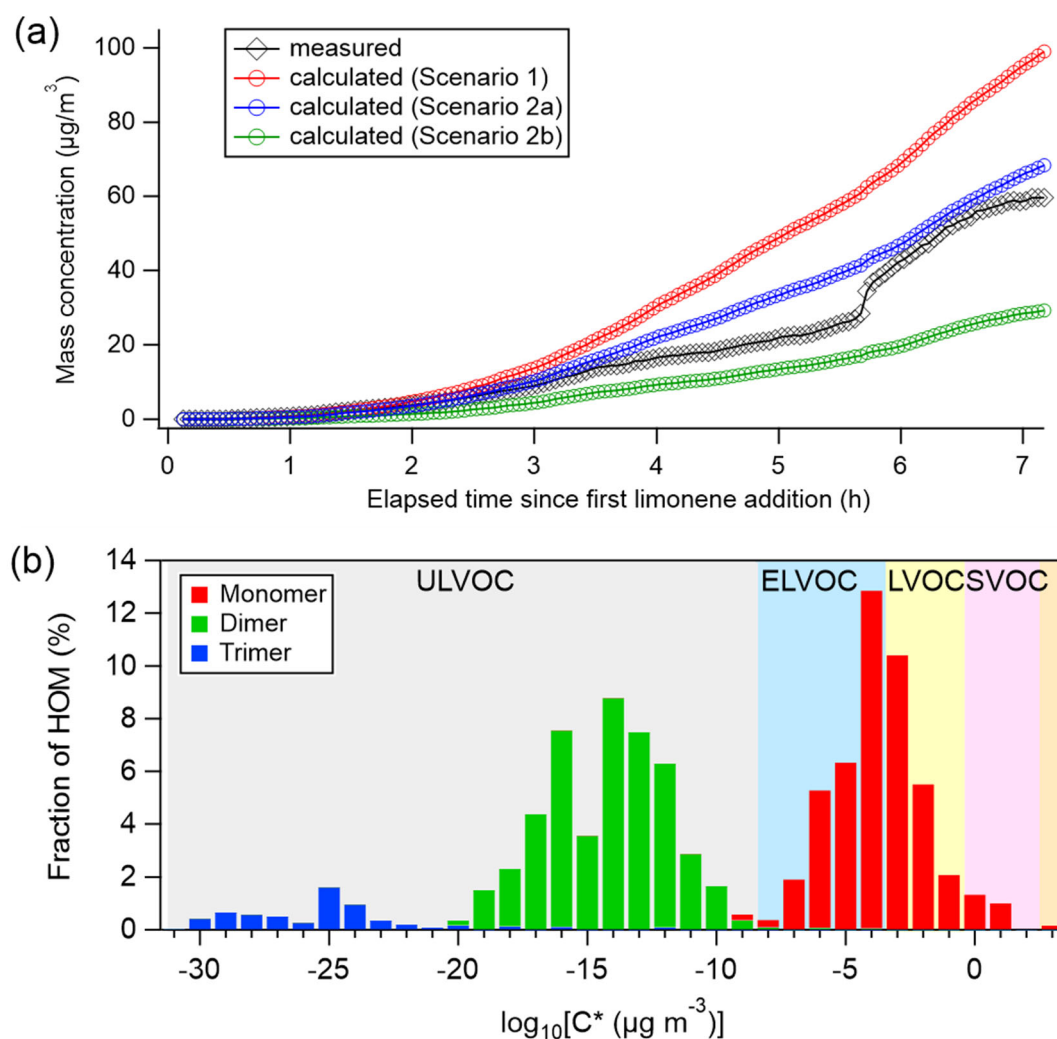 (a)
100
80
60
40
20
0
Mass concentration (µg/m³)
measured
calculated (Scenario 1)
calculated (Scenario 2a)
calculated (Scenario 2b)
0 1 2 3 4 5 6 7
Elapsed time since first limonene addition (h)
(b)
14
12
10
8
6
4
2
0
Fraction of HOM (%)
Monomer
Dimer
Trimer
ULVOC ELVOC LVOC SVOC
-30 -25 -20 -15 -10 -5 0
log₁₀[C* (µg m⁻³)]